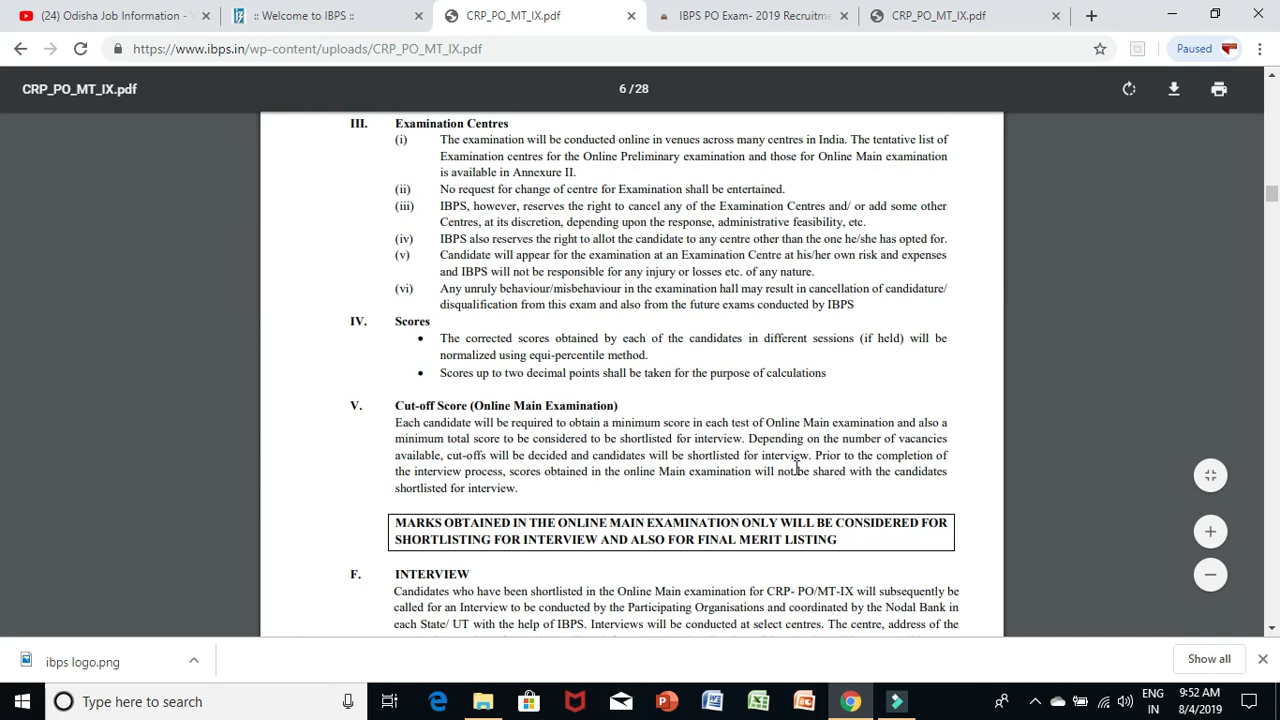 (24) Odisha Job Information -
:: Welcome to IBPS ::
CRP_PO_MT_IX.pdf
IBPS PO Exam- 2019 Recruitme
CRP_PO_MT_IX.pdf
https://www.ibps.in/wp-content/uploads/CRP_PO_MT_IX.pdf
Paused
CRP_PO_MT_IX.pdf
6 / 28
III. Examination Centres
(i) The examination will be conducted online in venues across many centres in India. The tentative list of
Examination centres for the Online Preliminary examination and those for Online Main examination
is available in Annexure II.
(ii) No request for change of centre for Examination shall be entertained.
(iii) IBPS, however, reserves the right to cancel any of the Examination Centres and/ or add some other
Centres, at its discretion, depending upon the response, administrative feasibility, etc.
(iv) IBPS also reserves the right to allot the candidate to any centre other than the one he/she has opted for.
(v) Candidate will appear for the examination at an Examination Centre at his/her own risk and expenses
and IBPS will not be responsible for any injury or losses etc. of any nature.
(vi) Any unruly behaviour/misbehaviour in the examination hall may result in cancellation of candidature/
disqualification from this exam and also from the future exams conducted by IBPS
IV. Scores
• The corrected scores obtained by each of the candidates in different sessions (if held) will be
normalized using equi-percentile method.
• Scores up to two decimal points shall be taken for the purpose of calculations
V. Cut-off Score (Online Main Examination)
Each candidate will be required to obtain a minimum score in each test of Online Main examination and also a
minimum total score to be considered to be shortlisted for interview. Depending on the number of vacancies
available, cut-offs will be decided and candidates will be shortlisted for interview. Prior to the completion of
the interview process, scores obtained in the online Main examination will not be shared with the candidates
shortlisted for interview.
MARKS OBTAINED IN THE ONLINE MAIN EXAMINATION ONLY WILL BE CONSIDERED FOR
SHORTLISTING FOR INTERVIEW AND ALSO FOR FINAL MERIT LISTING
F. INTERVIEW
Candidates who have been shortlisted in the Online Main examination for CRP- PO/MT-IX will subsequently be
called for an Interview to be conducted by the Participating Organisations and coordinated by the Nodal Bank in
each State/ UT with the help of IBPS. Interviews will be conducted at select centres. The centre, address of the
ibps logo.png
Show all
Type here to search
ENG
IN
9:52 AM
8/4/2019